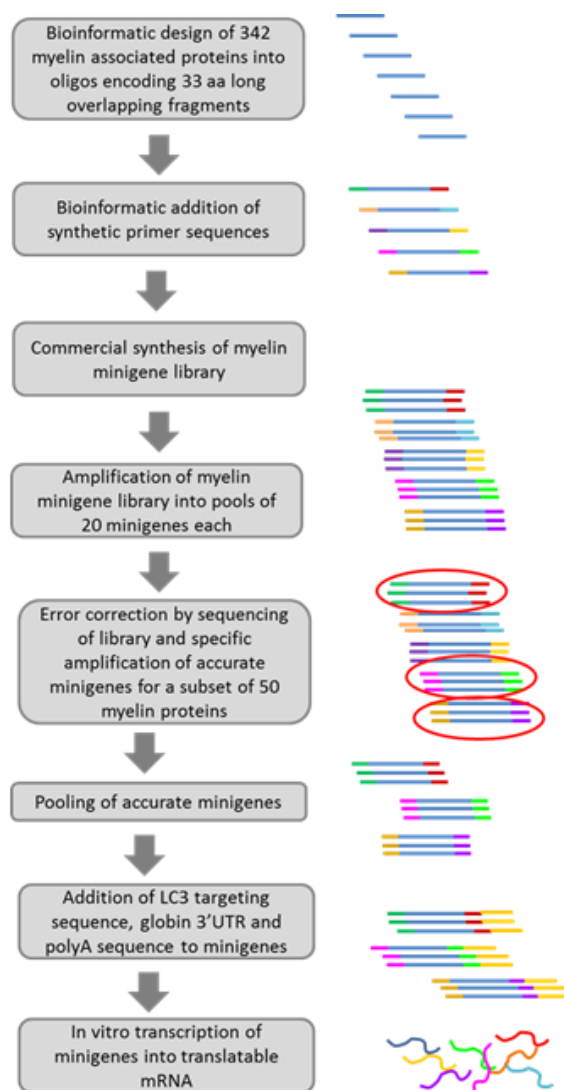 Bioinformatic design of 342
myelin associated proteins into
oligos encoding 33 aa long
overlapping fragments
Bioinformatic addition of
synthetic primer sequences
Commercial synthesis of myelin
minigene library
Amplification of myelin
minigene library into pools of
20 minigenes each
Error correction by sequencing
of library and specific
amplification of accurate
minigenes for a subset of 50
myelin proteins
Pooling of accurate minigenes
Addition of LC3 targeting
sequence, globin 3'UTR and
polyA sequence to minigenes
In vitro transcription of
minigenes into translatable
mRNA